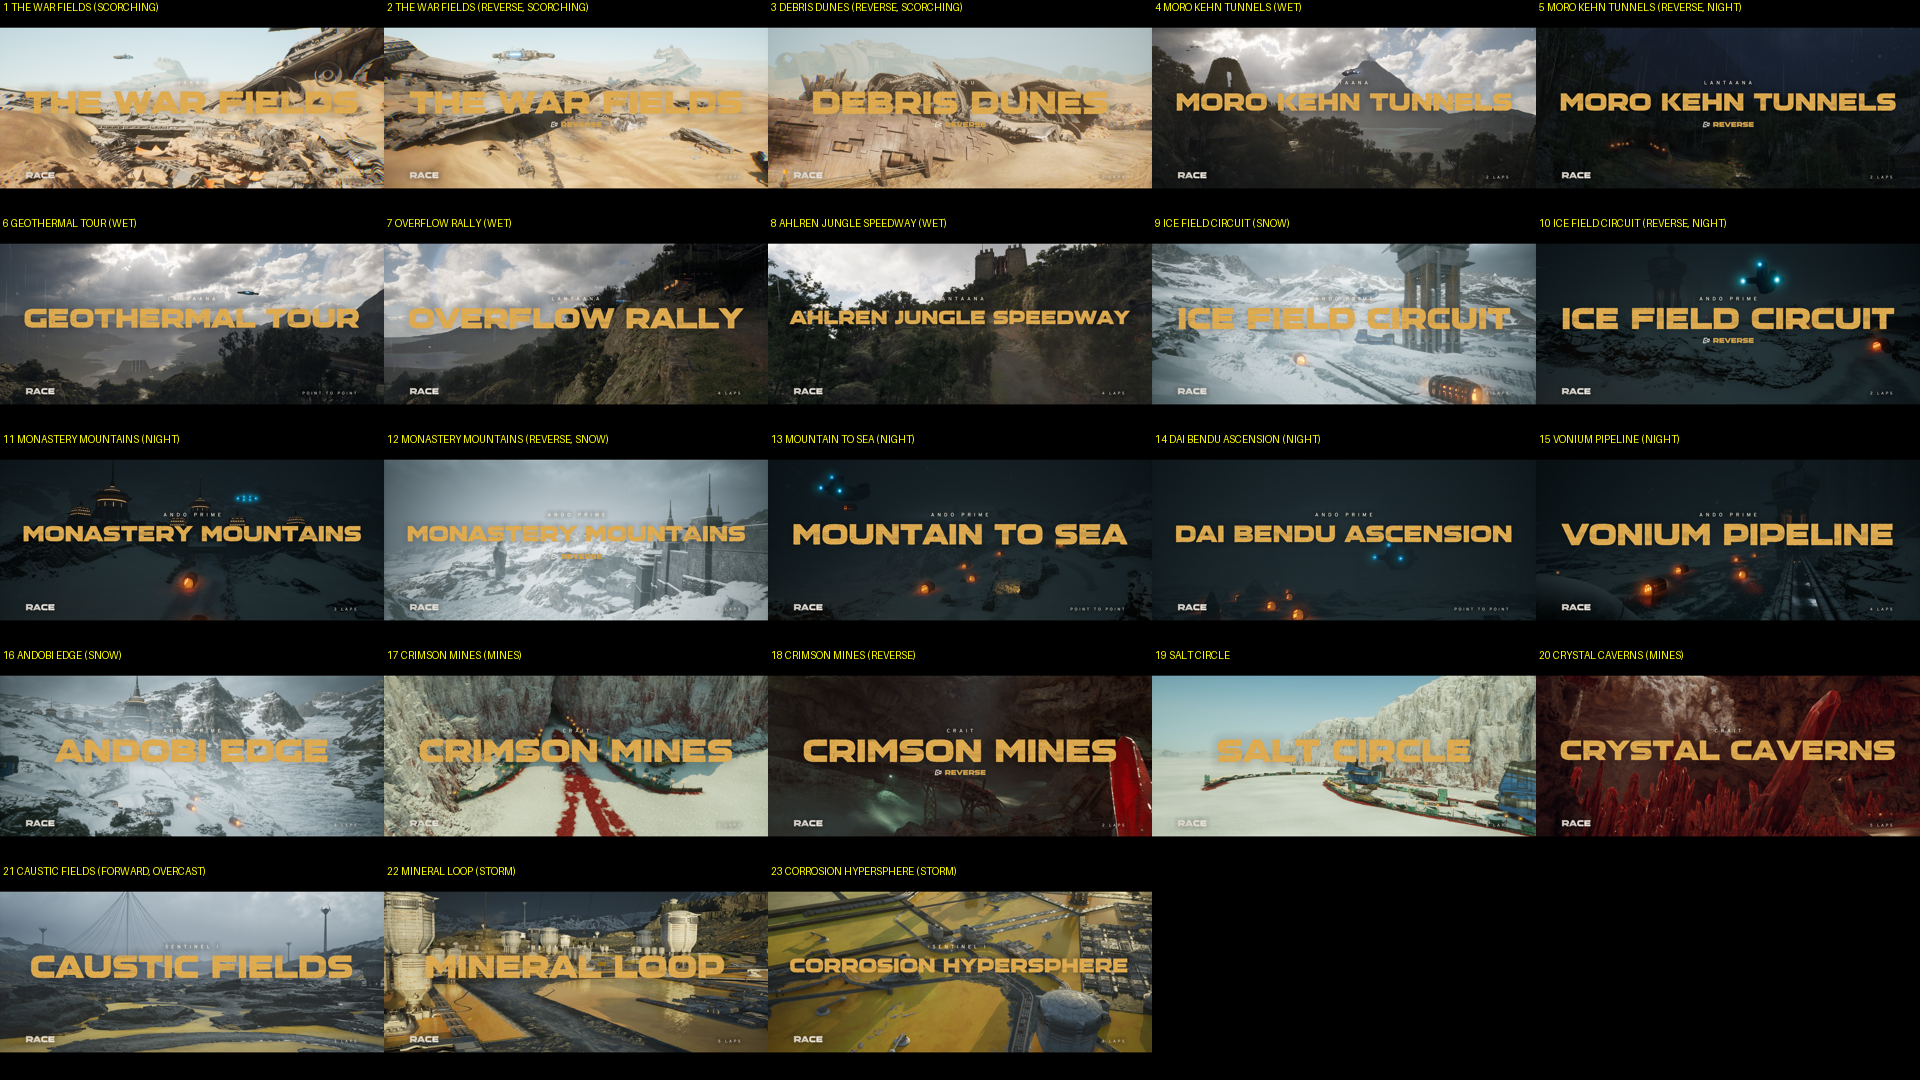 1 THE WAR FIELDS (SCORCHING)
THE WAR FIELDS
RACE
2 THE WAR FIELDS (REVERSE, SCORCHING)
THE WAR FIELDS
REVERSE
RACE
3 DEBRIS DUNES (REVERSE, SCORCHING)
DEBRIS DUNES
REVERSE
RACE
4 MORO KEHN TUNNELS (WET)
LANTAANA
MORO KEHN TUNNELS
RACE
2 LAPS
5 MORO KEHN TUNNELS (REVERSE, NIGHT)
LANTAANA
MORO KEHN TUNNELS
REVERSE
RACE
2 LAPS
6 GEOTHERMAL TOUR (WET)
LANTAANA
GEOTHERMAL TOUR
RACE
POINT TO POINT
7 OVERFLOW RALLY (WET)
LANTAANA
OVERFLOW RALLY
RACE
4 LAPS
8 AHLREN JUNGLE SPEEDWAY (WET)
LANTAANA
AHLREN JUNGLE SPEEDWAY
RACE
4 LAPS
9 ICE FIELD CIRCUIT (SNOW)
ANDO PRIME
ICE FIELD CIRCUIT
RACE
10 ICE FIELD CIRCUIT (REVERSE, NIGHT)
ANDO PRIME
ICE FIELD CIRCUIT
REVERSE
RACE
2 LAPS
11 MONASTERY MOUNTAINS (NIGHT)
ANDO PRIME
MONASTERY MOUNTAINS
RACE
3 LAPS
12 MONASTERY MOUNTAINS (REVERSE, SNOW)
ANDO PRIME
MONASTERY MOUNTAINS
REVERSE
RACE
13 MOUNTAIN TO SEA (NIGHT)
ANDO PRIME
MOUNTAIN TO SEA
RACE
POINT TO POINT
14 DAI BENDU ASCENSION (NIGHT)
ANDO PRIME
DAI BENDU ASCENSION
RACE
POINT TO POINT
15 VONIUM PIPELINE (NIGHT)
ANDO PRIME
VONIUM PIPELINE
RACE
4 LAPS
16 ANDOBI EDGE (SNOW)
ANDO PRIME
ANDOBI EDGE
RACE
17 CRIMSON MINES (MINES)
CRAIT
CRIMSON MINES
RACE
18 CRIMSON MINES (REVERSE)
CRAIT
CRIMSON MINES
REVERSE
RACE
2 LAPS
19 SALT CIRCLE
SALT CIRCLE
RACE
20 CRYSTAL CAVERNS (MINES)
CRAIT
CRYSTAL CAVERNS
RACE
5 LAPS
21 CAUSTIC FIELDS (FORWARD, OVERCAST)
SENTINEL I
CAUSTIC FIELDS
RACE
22 MINERAL LOOP (STORM)
MINERAL LOOP
RACE
5 LAPS
23 CORROSION HYPERSPHERE (STORM)
SENTINEL I
CORROSION HYPERSPHERE
RACE